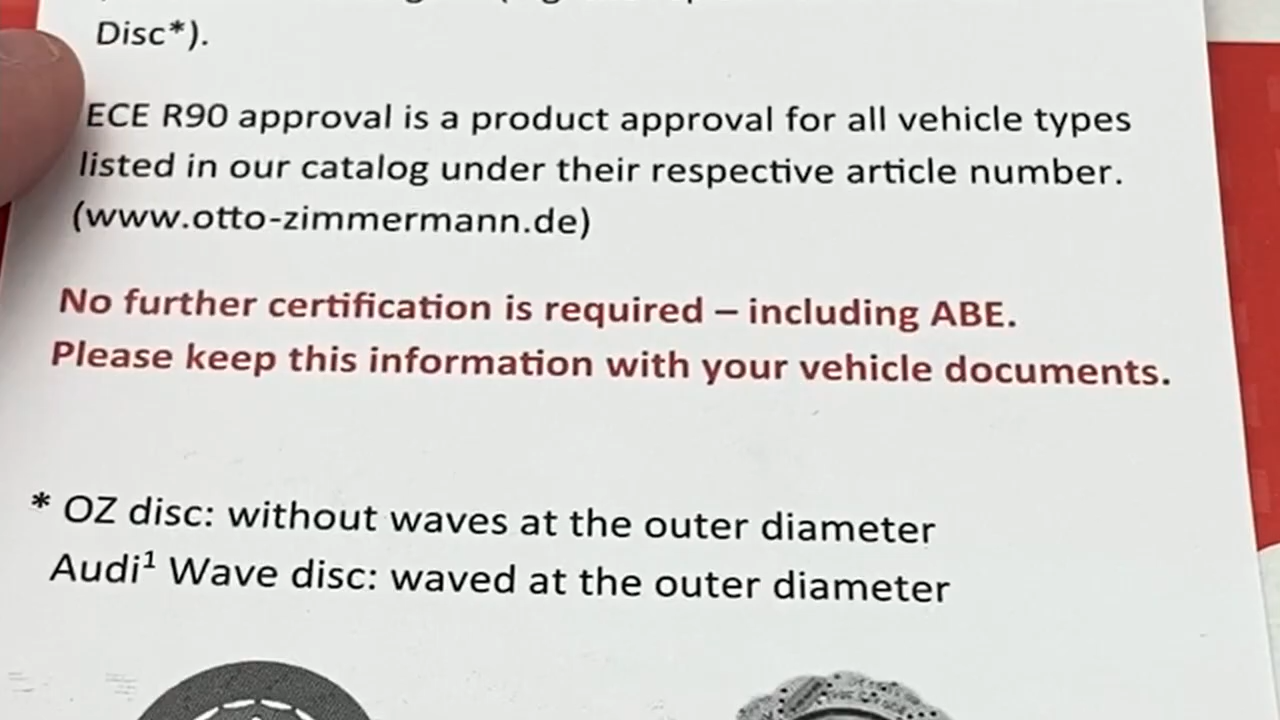 Disc*).
ECE R90 approval is a product approval for all vehicle types
listed in our catalog under their respective article number.
(www.otto-zimmermann.de)
No further certification is required – including ABE.
Please keep this information with your vehicle documents.
* OZ disc: without waves at the outer diameter
Audi¹ Wave disc: waved at the outer diameter